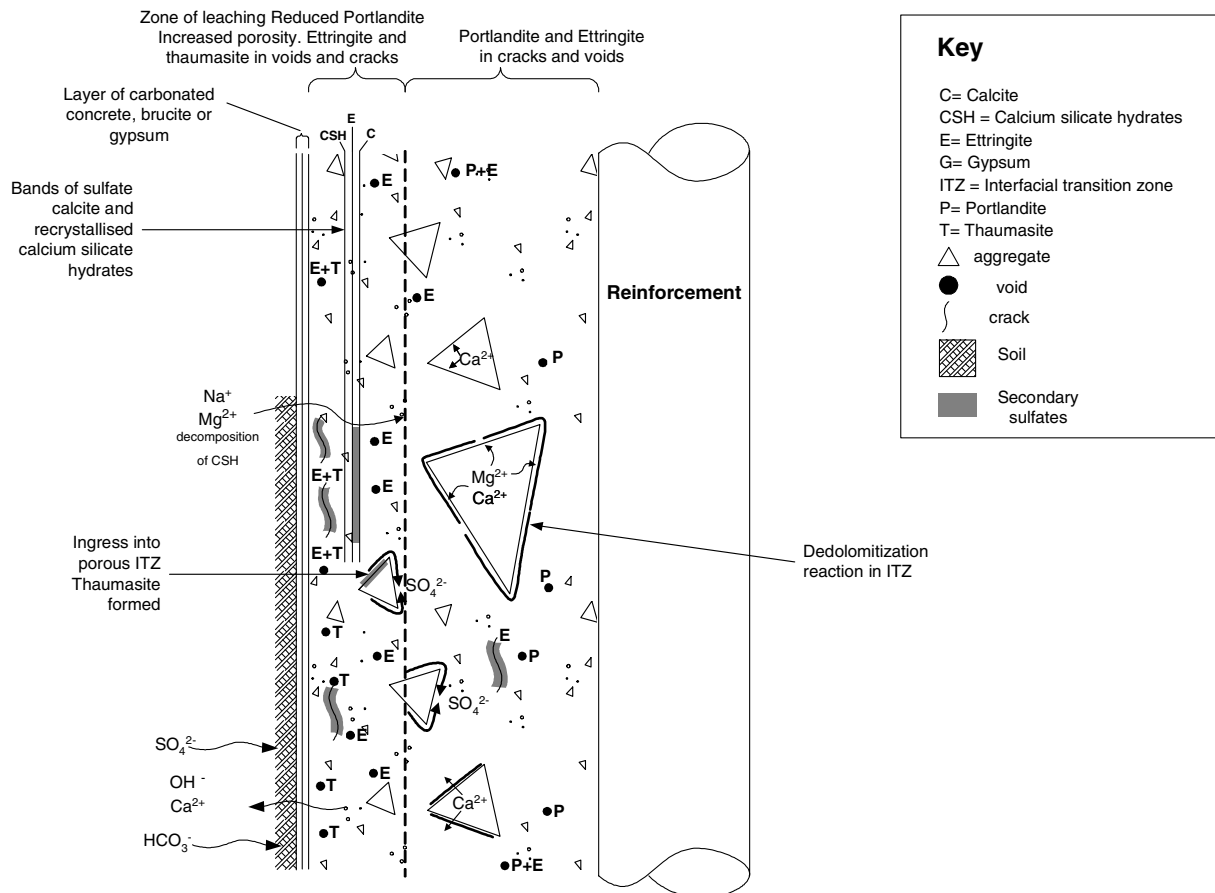 Zone of leaching Reduced Portlandite
Increased porosity. Ettringite and
thaumasite in voids and cracks
Portlandite and Ettringite
in cracks and voids
Layer of carbonated
concrete, brucite or
gypsum
E
CSH
C
Bands of sulfate
calcite and
recrystallised
calcium silicate
hydrates
E
P+E
E+T
E
Reinforcement
Ca²⁺
P
Na⁺
Mg²⁺
decomposition
of CSH
E
E+T
E
Mg²⁺
Ca²⁺
Ingress into
porous ITZ
Thaumasite
formed
E+T
SO₄²⁻
P
Dedolomitization
reaction in ITZ
T
E
E
P
T
SO₄²⁻
E
SO₄²⁻
OH⁻
Ca²⁺
HCO₃⁻
T
E
Ca²⁺
P
T
P+E
Key
C= Calcite
CSH = Calcium silicate hydrates
E= Ettringite
G= Gypsum
ITZ = Interfacial transition zone
P= Portlandite
T= Thaumasite
aggregate
void
crack
Soil
Secondary
sulfates